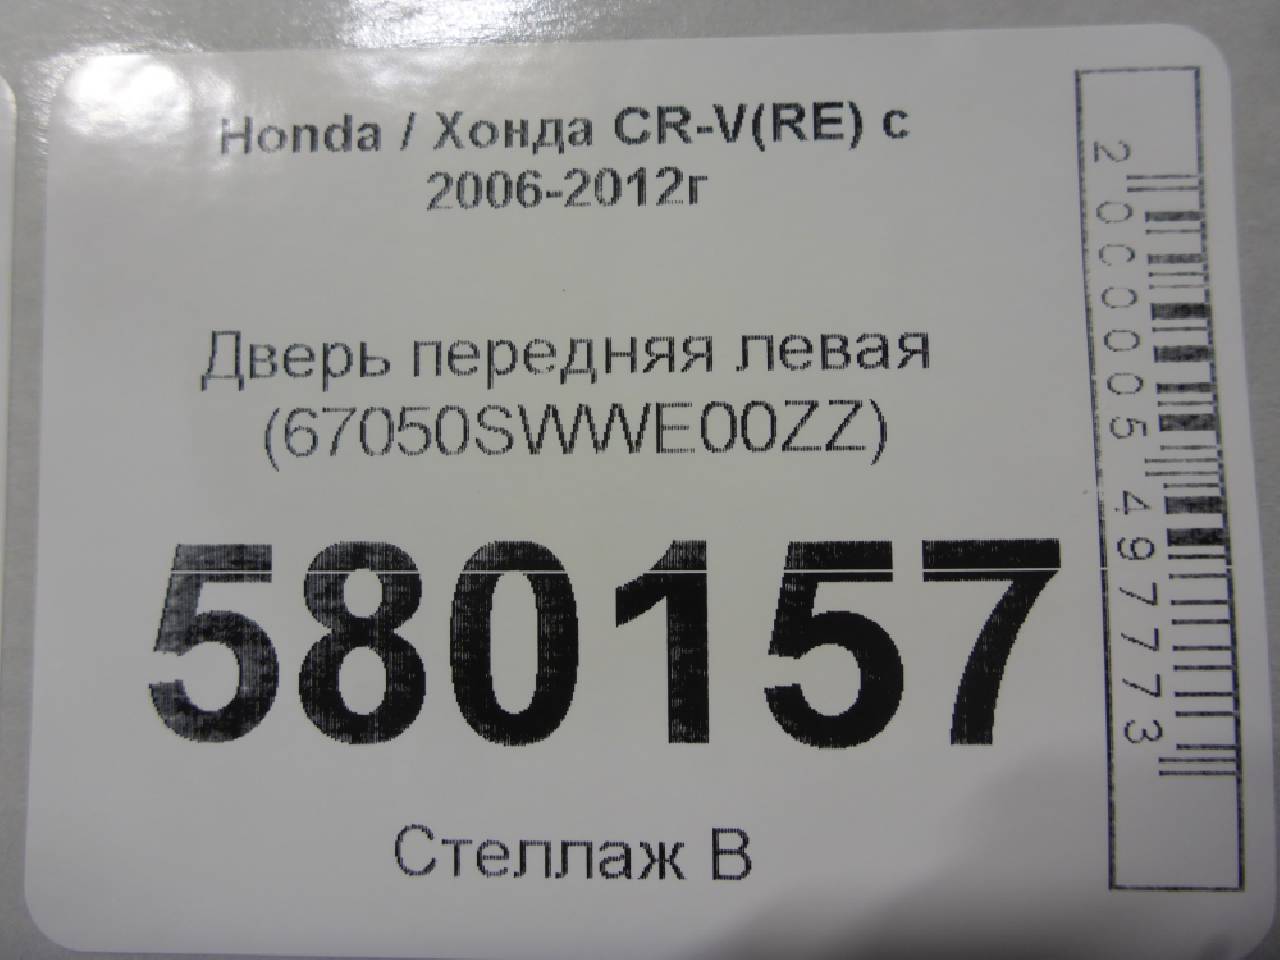 Honda / Хонда CR-V(RE) с
2006-2012г
Дверь передняя левая
(67050SWWE00ZZ)
580157
Стеллаж В
2000005497773